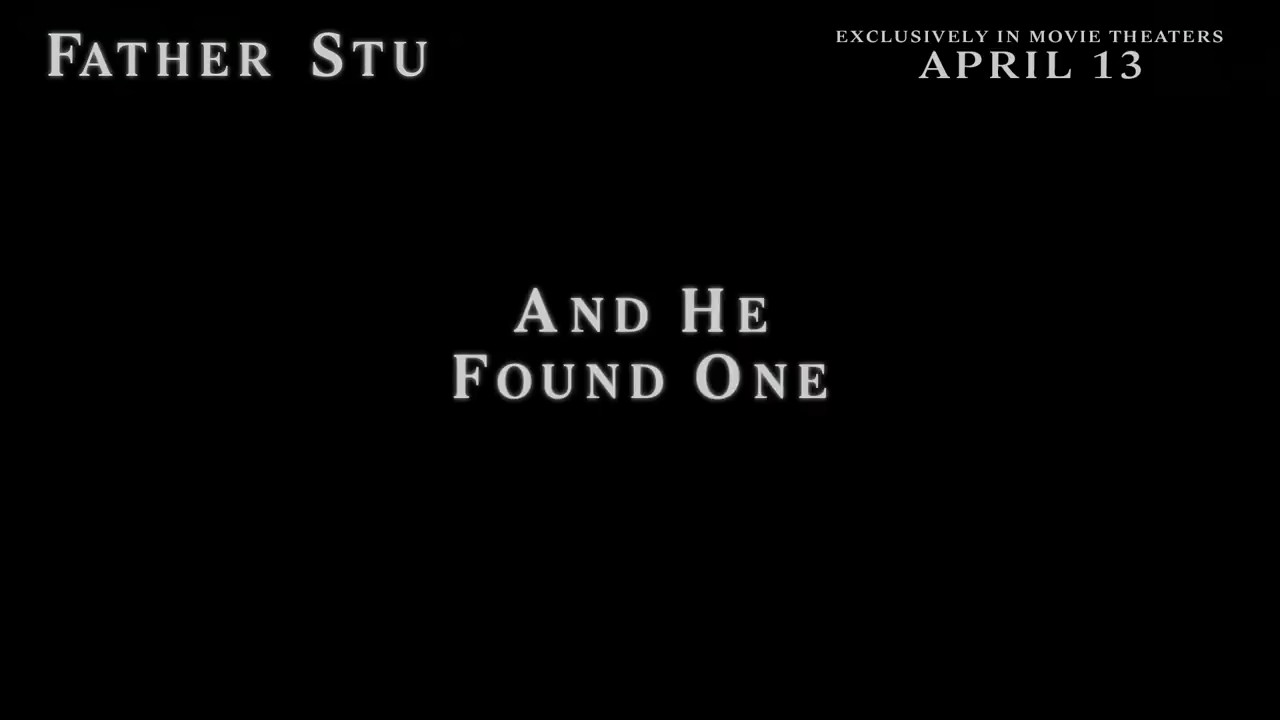 Father Stu
EXCLUSIVELY IN MOVIE THEATERS
APRIL 13
And He
Found One